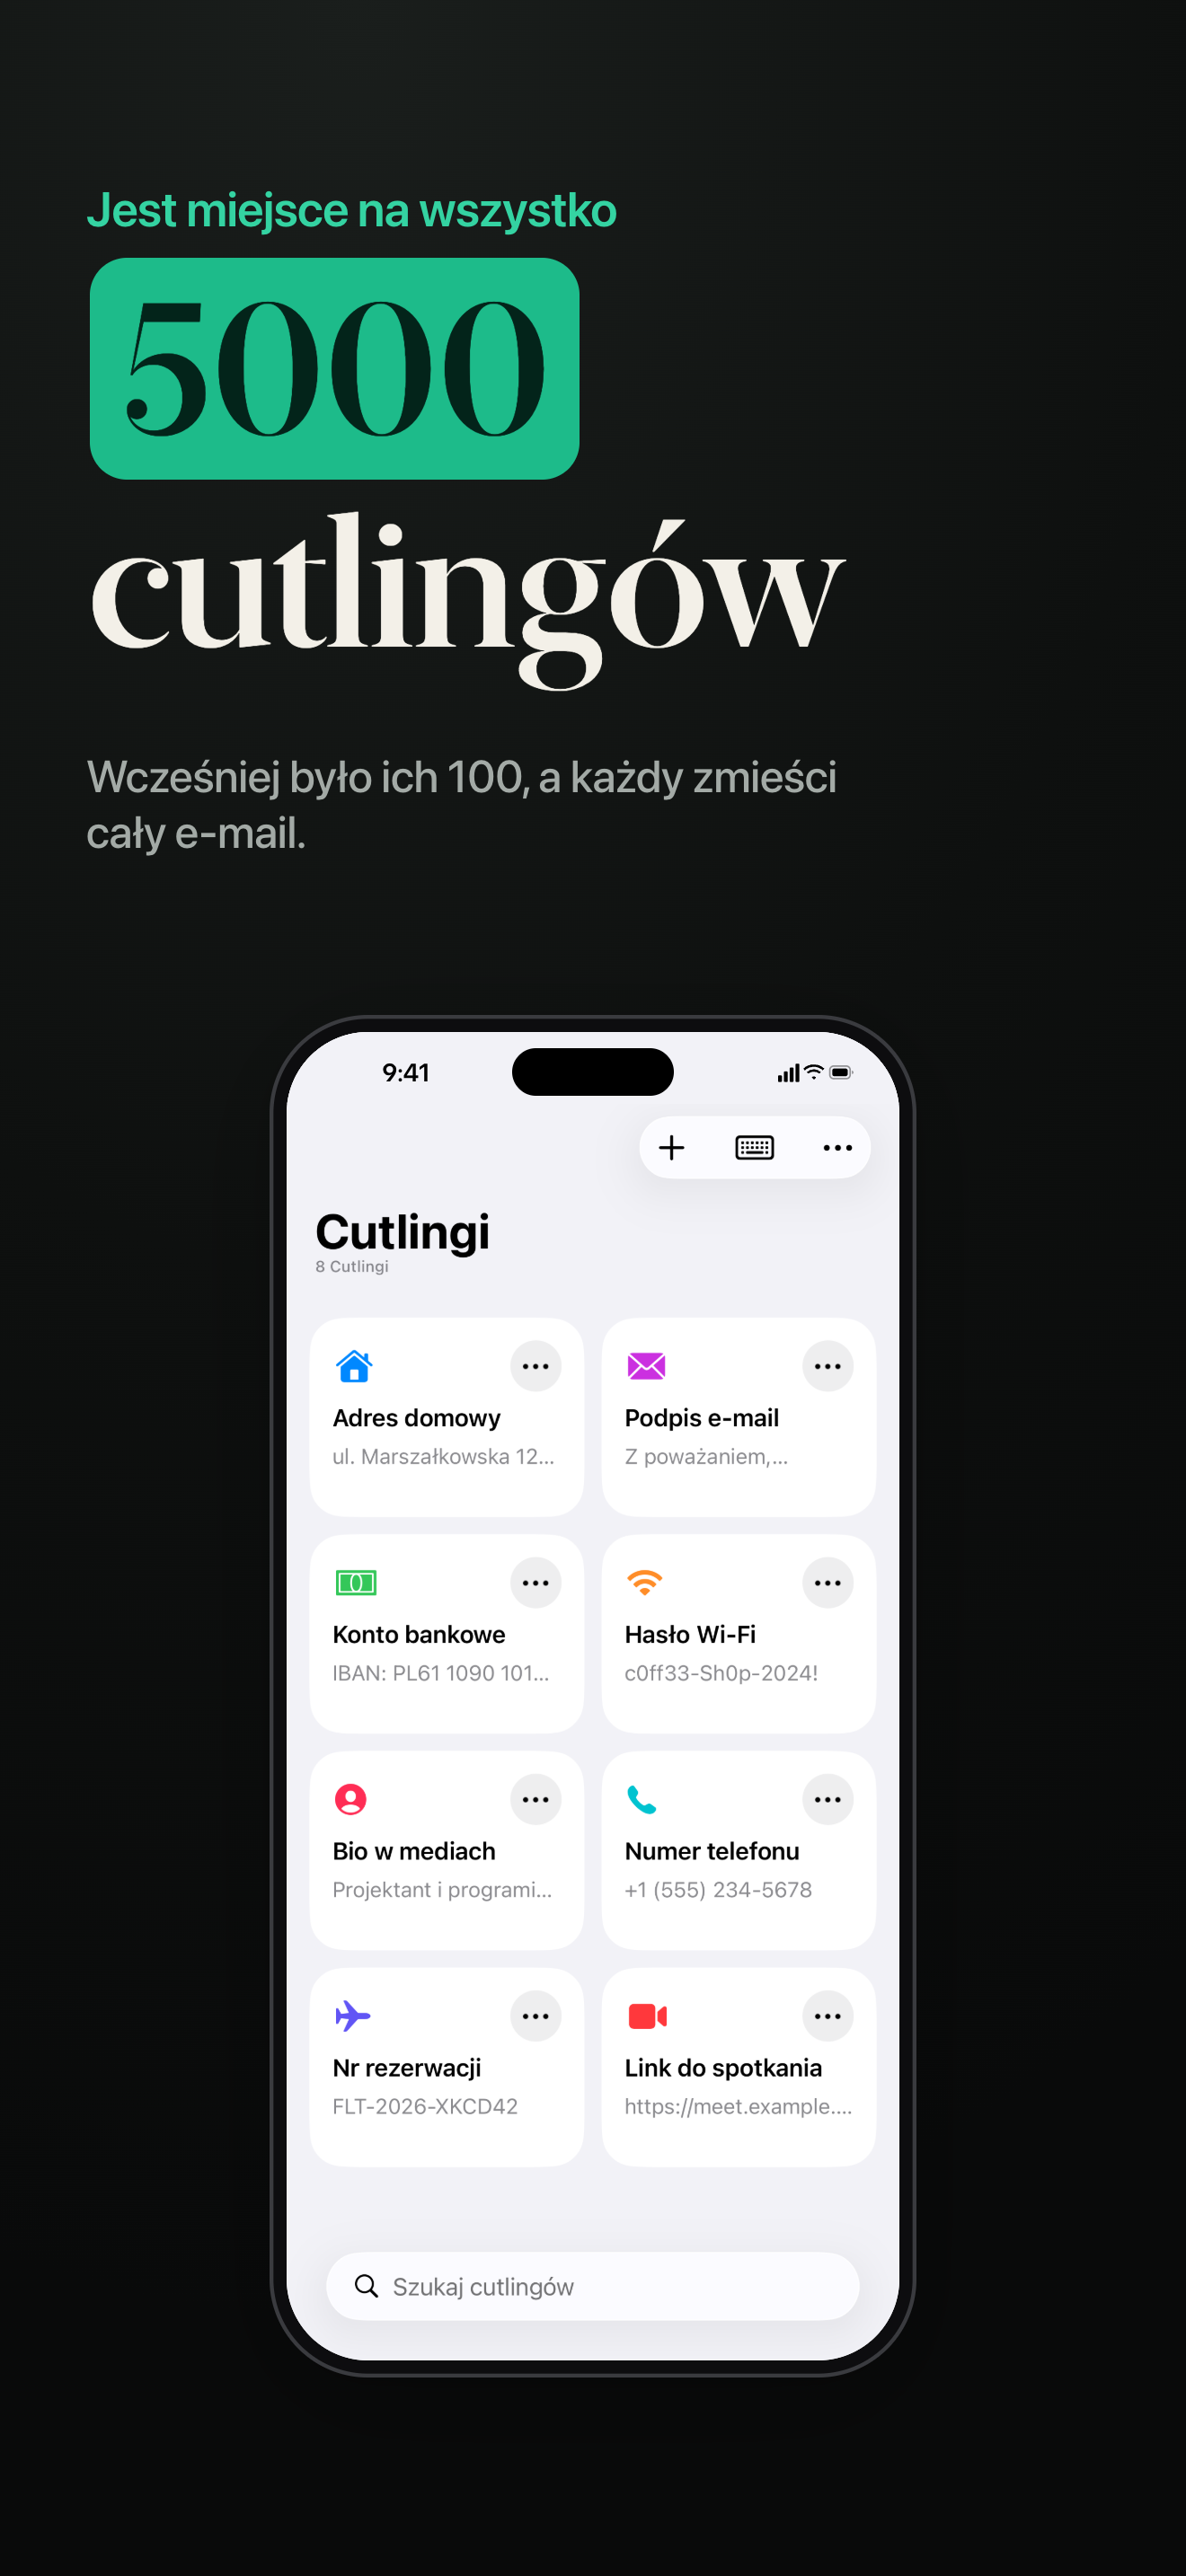 Jest miejsce na wszystko
5000
cutlingów
Wcześniej było ich 100, a każdy zmieści
cały e-mail.
9:41
Cutlingi
8 Cutlingi
Adres domowy
ul. Marszałkowska 12...
Podpis e-mail
Z poważaniem,...
Konto bankowe
IBAN: PL61 1090 101...
Hasło Wi-Fi
c0ff33-Sh0p-2024!
Bio w mediach
Projektant i programi...
Numer telefonu
+1 (555) 234-5678
Nr rezerwacji
FLT-2026-XKCD42
Link do spotkania
https://meet.example....
Szukaj cutlingów